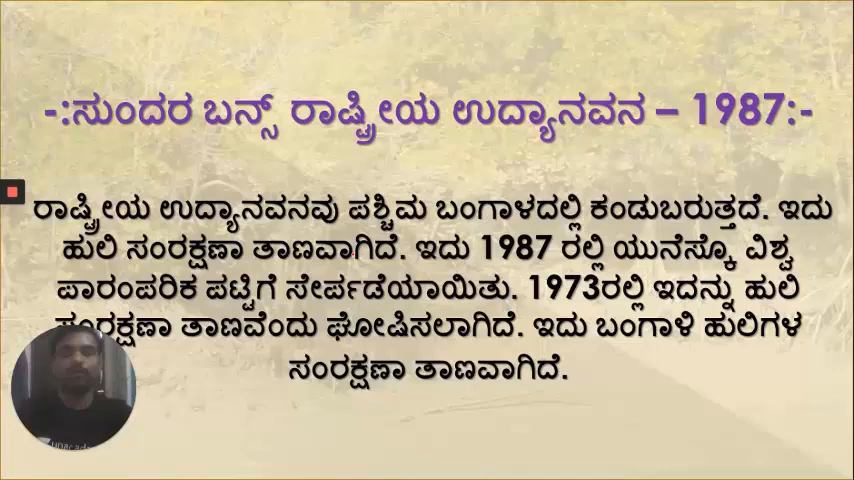 -:ಸುಂದರ ಬನ್ಸ್ ರಾಷ್ಟ್ರೀಯ ಉದ್ಯಾನವನ – 1987:-
ರಾಷ್ಟ್ರೀಯ ಉದ್ಯಾನವನವು ಪಶ್ಚಿಮ ಬಂಗಾಳದಲ್ಲಿ ಕಂಡುಬರುತ್ತದೆ. ಇದು
ಹುಲಿ ಸಂರಕ್ಷಣಾ ತಾಣವಾಗಿದೆ. ಇದು 1987 ರಲ್ಲಿ ಯುನೆಸ್ಕೊ ವಿಶ್ವ
ಪಾರಂಪರಿಕ ಪಟ್ಟಿಗೆ ಸೇರ್ಪಡೆಯಾಯಿತು. 1973ರಲ್ಲಿ ಇದನ್ನು ಹುಲಿ
ಸಂರಕ್ಷಣಾ ತಾಣವೆಂದು ಘೋಷಿಸಲಾಗಿದೆ. ಇದು ಬಂಗಾಳಿ ಹುಲಿಗಳ
ಸಂರಕ್ಷಣಾ ತಾಣವಾಗಿದೆ.